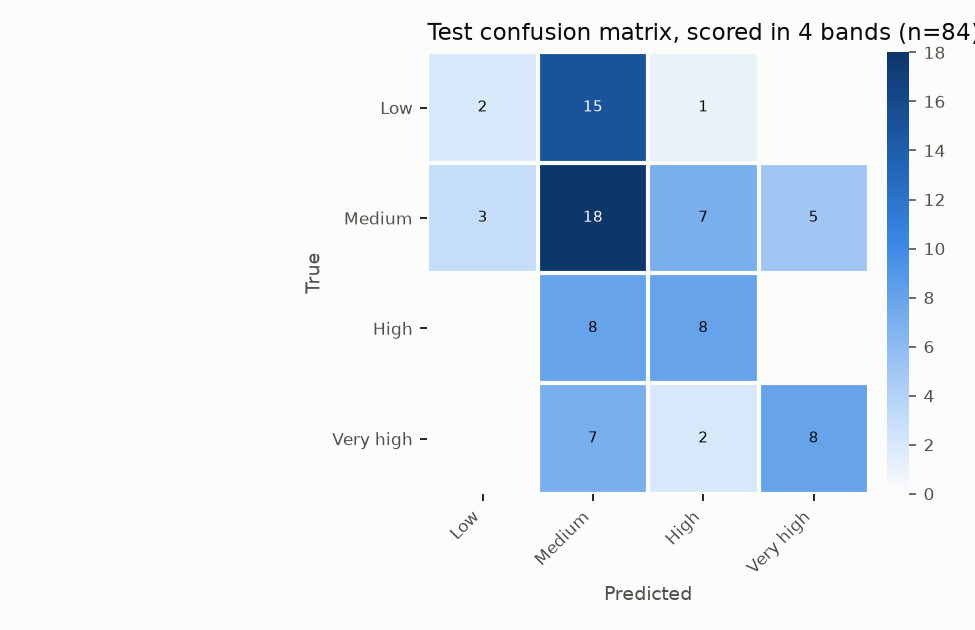 Test confusion matrix, scored in 4 bands (n=84)
Low 2 15 1
Medium 3 18 7 5
High 8 8
Very high 7 2 8
Low Medium High Very high
Predicted
True
18
16
14
12
10
8
6
4
2
0